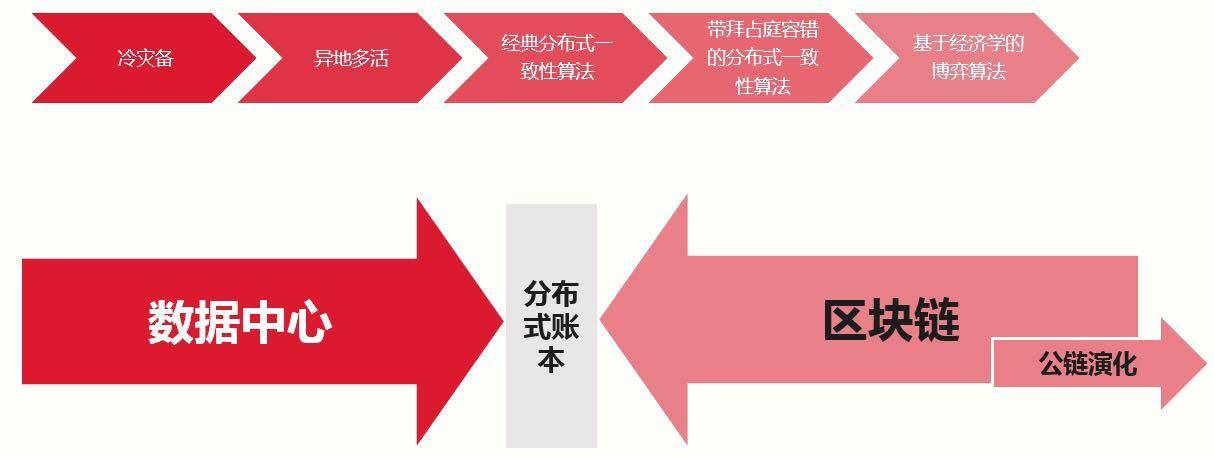 冷灾备
异地多活
经典分布式一
致性算法
带拜占庭容错
的分布式一致
性算法
基于经济学的
博弈算法
数据中心
分布
式账
本
区块链
公链演化